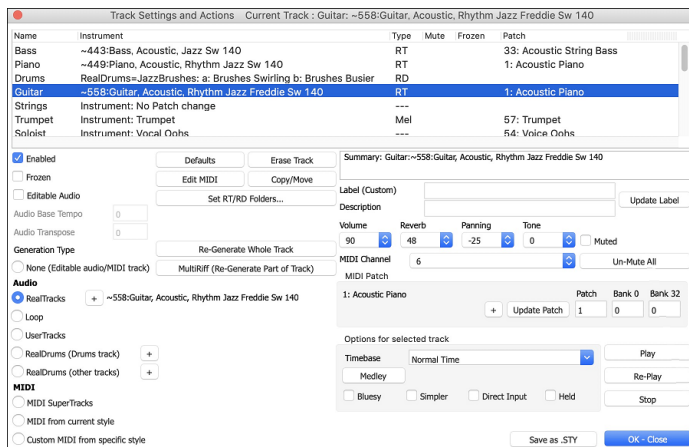 Track Settings and Actions   Current Track : Guitar: ~558:Guitar, Acoustic, Rhythm Jazz Freddie Sw 140
Name Instrument Type Mute Frozen Patch
Bass ~443:Bass, Acoustic, Jazz Sw 140 RT 33: Acoustic String Bass
Piano ~449:Piano, Acoustic, Rhythm Jazz Sw 140 RT 1: Acoustic Piano
Drums RealDrums=JazzBrushes: a: Brushes Swirling b: Brushes Busier RD
Guitar ~558:Guitar, Acoustic, Rhythm Jazz Freddie Sw 140 RT 1: Acoustic Piano
Strings Instrument: No Patch change ---
Trumpet Instrument: Trumpet Mel 57: Trumpet
Soloist Instrument: Vocal Oohs --- 54: Voice Oohs
Enabled Defaults Erase Track
Frozen Edit MIDI Copy/Move
Editable Audio Set RT/RD Folders...
Audio Base Tempo 0
Audio Transpose 0
Generation Type Re-Generate Whole Track
None (Editable audio/MIDI track) MultiRiff (Re-Generate Part of Track)
Audio
RealTracks + ~558:Guitar, Acoustic, Rhythm Jazz Freddie Sw 140
Loop
UserTracks
RealDrums (Drums track) +
RealDrums (other tracks) +
MIDI
MIDI SuperTracks
MIDI from current style
Custom MIDI from specific style
Summary: Guitar:~558:Guitar, Acoustic, Rhythm Jazz Freddie Sw 140
Label (Custom)
Description Update Label
Volume Reverb Panning Tone
90 48 -25 0 Muted
MIDI Channel 6 Un-Mute All
MIDI Patch
1: Acoustic Piano Patch Bank 0 Bank 32
+ Update Patch 1 0 0
Options for selected track
Timebase Normal Time Play
Medley Re-Play
Bluesy Simpler Direct Input Held Stop
Save as .STY OK - Close